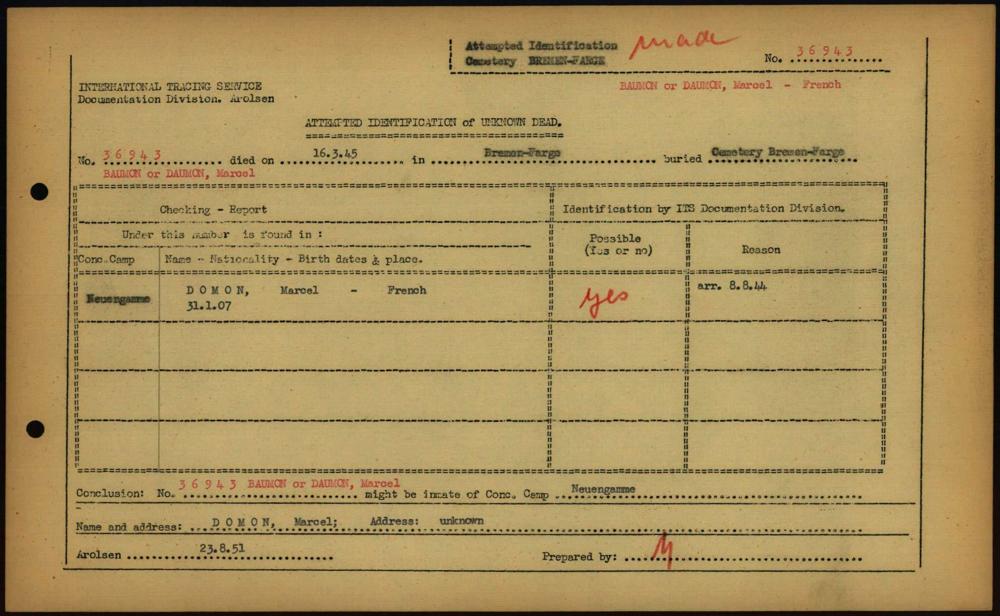 Attempted Identification made
Cemetery BREMEN-FARGE
No. 36943
INTERNATIONAL TRACING SERVICE
Documentation Division. Arolsen
BAUMON or DAUMON, Marcel - French
ATTEMPTED IDENTIFICATION of UNKNOWN DEAD.
No. 36943 died on 16.3.45 in Bremen-Farge buried Cemetery Bremen-Farge
BAUMON or DAUMON, Marcel
Checking - Report
Identification by ITS Documentation Division.
Under this number is found in :
Possible
(Yes or no)
Reason
Conc.Camp
Name - Nationality - Birth dates & place.
Neuengamme
DOMON, Marcel - French
31.1.07
yes
arr. 8.8.44
Conclusion: No. 36943 BAUMON or DAUMON, Marcel might be inmate of Conc. Camp Neuengamme
Name and address: DOMON, Marcel; Address: unknown
Arolsen 23.8.51
Prepared by: